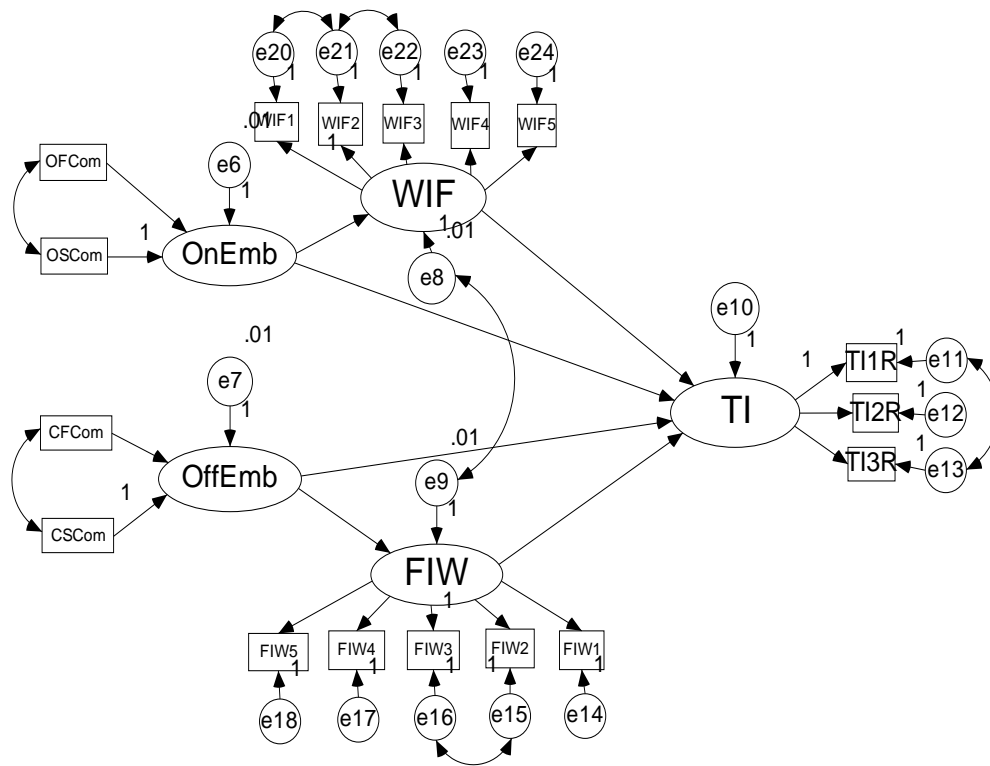 e20 e21 e22 e23 e24
1 1 1 1 1
WIF1 WIF2 WIF3 WIF4 WIF5
.01 1
OFCom e6 1 WIF
1 .01
OSCom 1 OnEmb
e8
e10
1
.01
e7
1
1 TI1R 1 e11
TI TI2R 1 e12
TI3R 1 e13
CFCom
.01
OffEmb
1
CSCom
e9
1
FIW
1
FIW5 FIW4 FIW3 FIW2 FIW1
1 1 1 1 1 1
e18 e17 e16 e15 e14